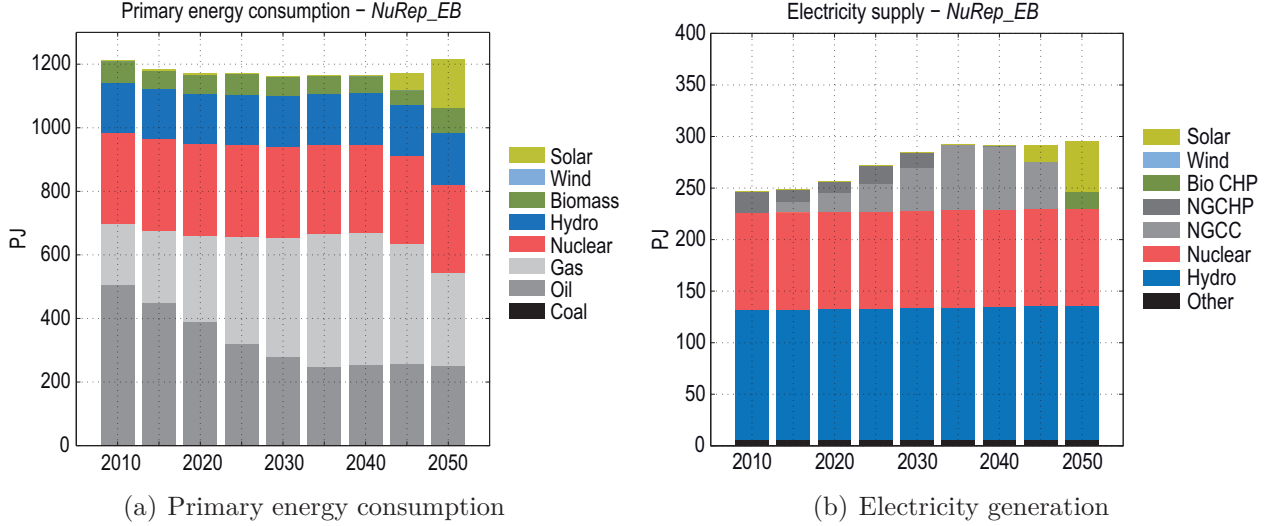 Primary energy consumption – NuRep_EB
1200
1000
800
600
400
200
0
PJ
2010 2020 2030 2040 2050
Solar
Wind
Biomass
Hydro
Nuclear
Gas
Oil
Coal
(a) Primary energy consumption
Electricity supply – NuRep_EB
400
350
300
250
200
150
100
50
0
PJ
2010 2020 2030 2040 2050
Solar
Wind
Bio CHP
NGCHP
NGCC
Nuclear
Hydro
Other
(b) Electricity generation